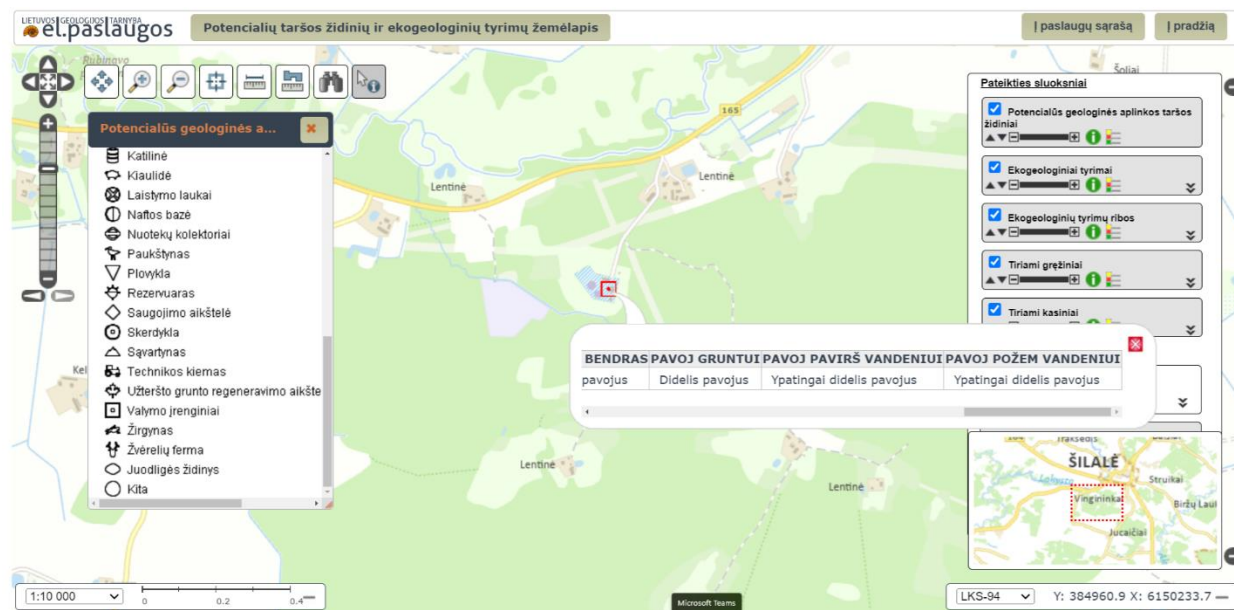 LIETUVOS GEOLOGIJOS TARNYBA
el.paslaugos
Potencialių taršos židinių ir ekogeologinių tyrimų žemėlapis
Į paslaugų sąrašą
Į pradžią
Šoliai
165
Lentinė
Lentinė
Lentinė
Lentinė
Potencialūs geologinės a...
Katilinė
Kiaulidė
Laistymo laukai
Naftos bazė
Nuotekų kolektoriai
Paukštynas
Plovykla
Rezervuaras
Saugojimo aikštelė
Skerdykla
Sąvartynas
Technikos kiemas
Užteršto grunto regeneravimo aikšte
Valymo įrenginiai
Žirgynas
Žvėrelių ferma
Juodligės židinys
Kita
Pateikties sluoksniai
Potencialūs geologinės aplinkos taršos
židiniai
Ekogeologiniai tyrimai
Ekogeologinių tyrimų ribos
Tiriami gręžiniai
Tiriami kasiniai
BENDRAS PAVOJ GRUNTUI PAVOJ PAVIRŠ VANDENIUI PAVOJ POŽEM VANDENIUI
pavojus Didelis pavojus Ypatingai didelis pavojus Ypatingai didelis pavojus
ŠILALĖ
Struikai
Vingininkai
Jucaičiai
1:10 000
0 0.2 0.4
Microsoft Teams
LKS-94
Y: 384960.9 X: 6150233.7